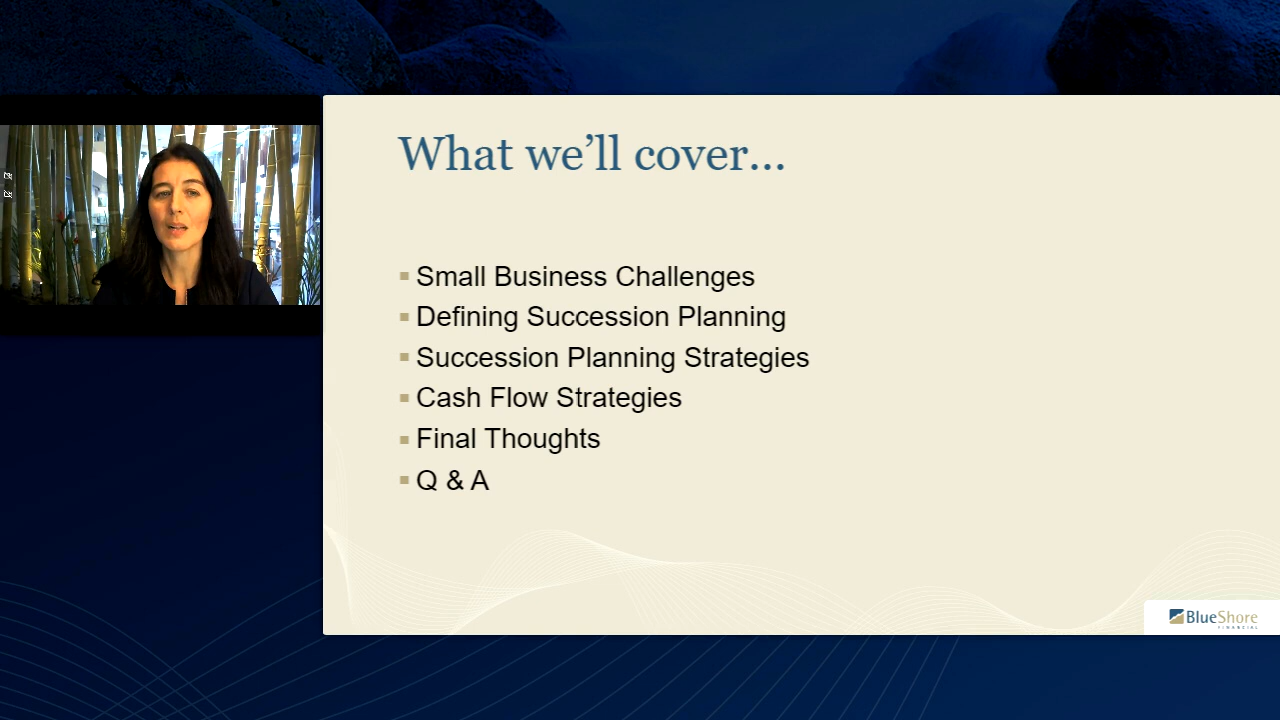 What we’ll cover...
Small Business Challenges
Defining Succession Planning
Succession Planning Strategies
Cash Flow Strategies
Final Thoughts
Q & A
BlueShore
FINANCIAL